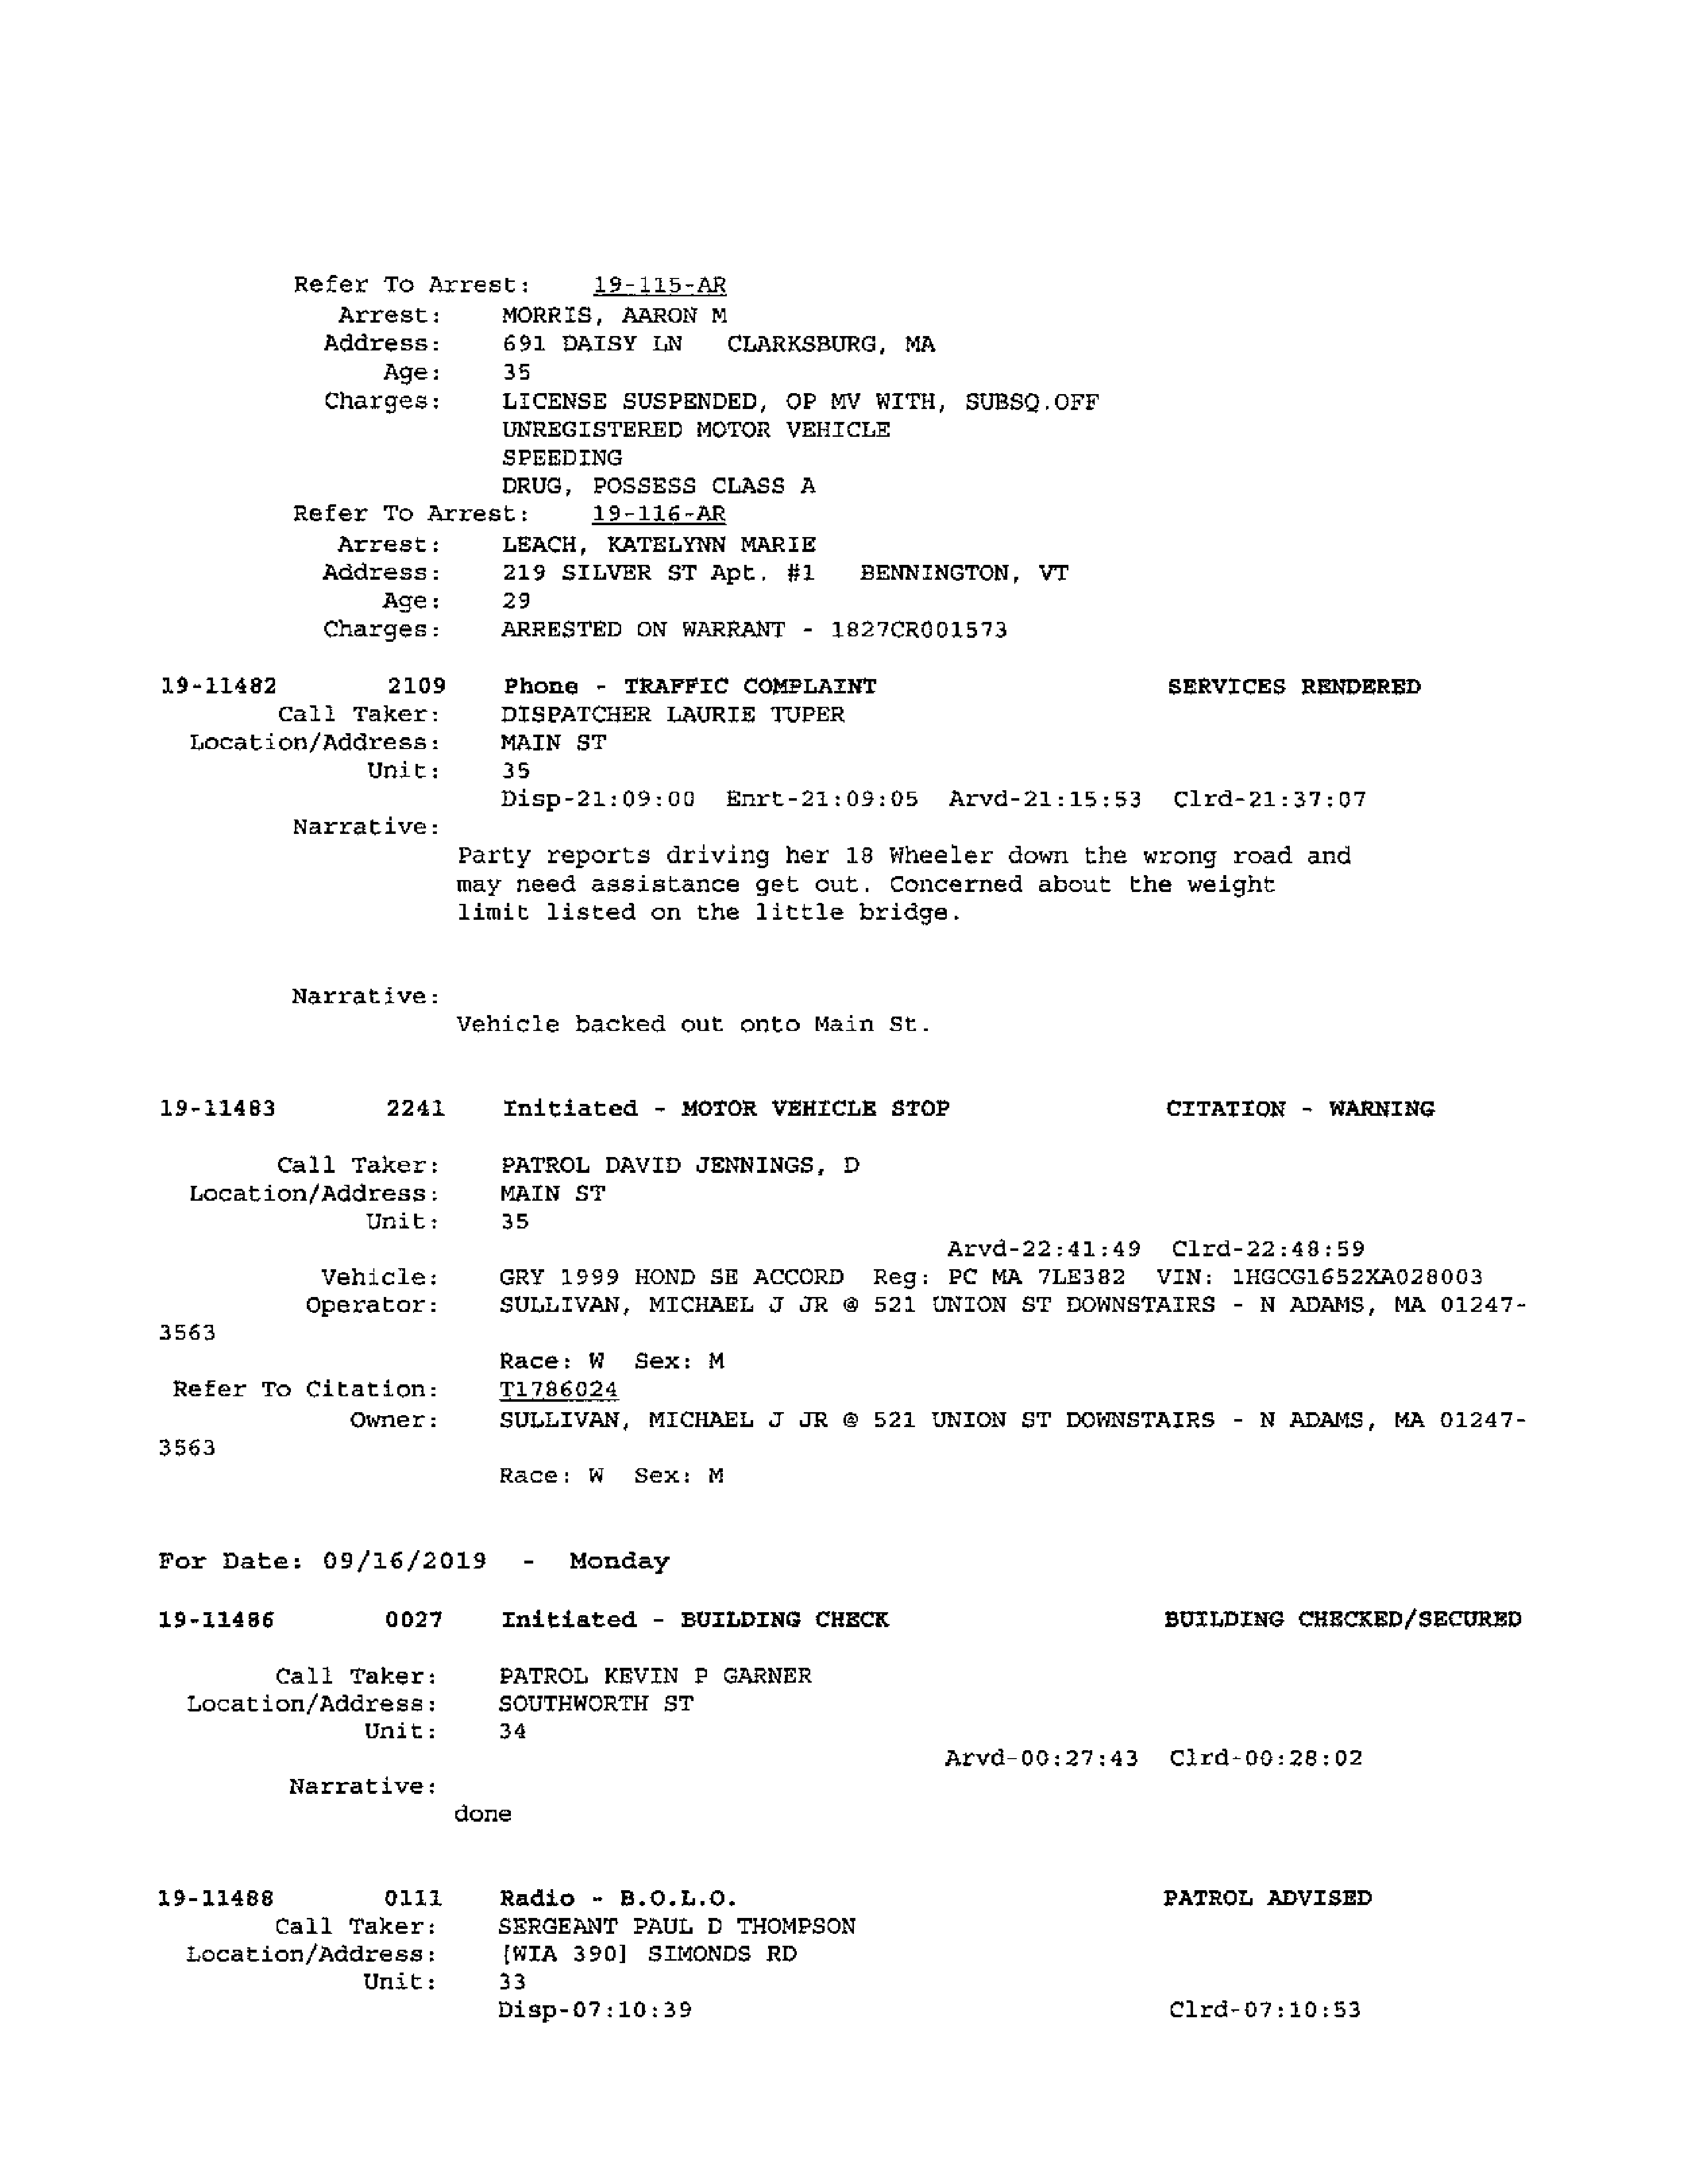 Refer To Arrest: 19-115-AR
Arrest: MORRIS, AARON M
Address: 691 DAISY LN CLARKSBURG, MA
Age: 35
Charges: LICENSE SUSPENDED, OP MV WITH, SUBSQ.OFF
UNREGISTERED MOTOR VEHICLE
SPEEDING
DRUG, POSSESS CLASS A
Refer To Arrest: 19-116-AR
Arrest: LEACH, KATELYNN MARIE
Address: 219 SILVER ST Apt. #1 BENNINGTON, VT
Age: 29
Charges: ARRESTED ON WARRANT - 1827CR001573
19-11482 2109 Phone - TRAFFIC COMPLAINT SERVICES RENDERED
Call Taker: DISPATCHER LAURIE TUPER
Location/Address: MAIN ST
Unit: 35
Disp-21:09:00 Enrt-21:09:05 Arvd-21:15:53 Clrd-21:37:07
Narrative:
Party reports driving her 18 Wheeler down the wrong road and
may need assistance get out. Concerned about the weight
limit listed on the little bridge.
Narrative:
Vehicle backed out onto Main St.
19-11483 2241 Initiated - MOTOR VEHICLE STOP CITATION - WARNING
Call Taker: PATROL DAVID JENNINGS, D
Location/Address: MAIN ST
Unit: 35
Arvd-22:41:49 Clrd-22:48:59
Vehicle: GRY 1999 HOND SE ACCORD Reg: PC MA 7LE382 VIN: 1HGCG1652XA028003
Operator: SULLIVAN, MICHAEL J JR @ 521 UNION ST DOWNSTAIRS - N ADAMS, MA 01247-
3563
Race: W Sex: M
Refer To Citation: T1786024
Owner: SULLIVAN, MICHAEL J JR @ 521 UNION ST DOWNSTAIRS - N ADAMS, MA 01247-
3563
Race: W Sex: M
For Date: 09/16/2019 - Monday
19-11486 0027 Initiated - BUILDING CHECK BUILDING CHECKED/SECURED
Call Taker: PATROL KEVIN P GARNER
Location/Address: SOUTHWORTH ST
Unit: 34
Arvd-00:27:43 Clrd-00:28:02
Narrative:
done
19-11488 0111 Radio - B.O.L.O. PATROL ADVISED
Call Taker: SERGEANT PAUL D THOMPSON
Location/Address: [WIA 390] SIMONDS RD
Unit: 33
Disp-07:10:39 Clrd-07:10:53